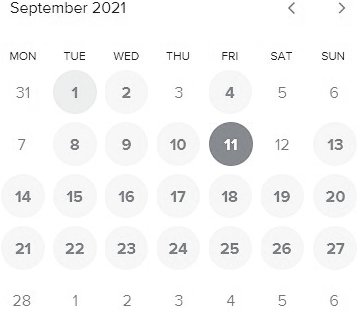 September 2021 < >
MON TUE WED THU FRI SAT SUN
31 1 2 3 4 5 6
7 8 9 10 11 12 13
14 15 16 17 18 19 20
21 22 23 24 25 26 27
28 1 2 3 4 5 6